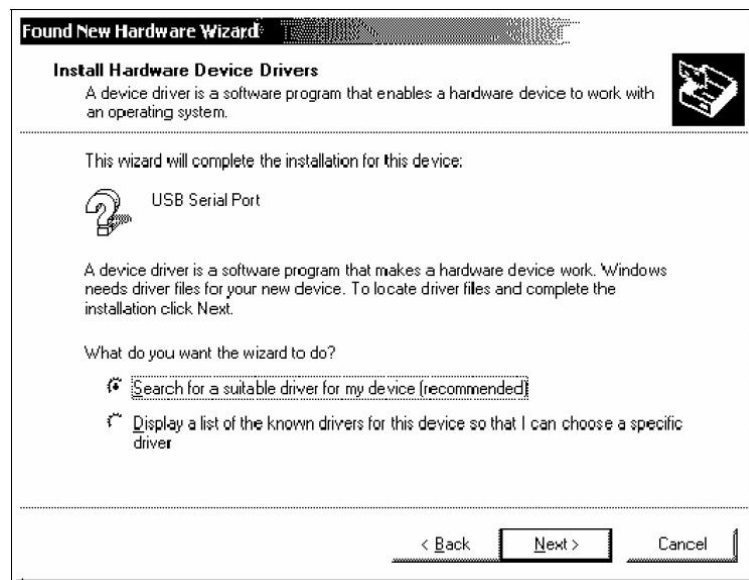 Found New Hardware Wizard
Install Hardware Device Drivers
A device driver is a software program that enables a hardware device to work with
an operating system.
This wizard will complete the installation for this device:
USB Serial Port
A device driver is a software program that makes a hardware device work. Windows
needs driver files for your new device. To locate driver files and complete the
installation click Next.
What do you want the wizard to do?
Search for a suitable driver for my device (recommended)
Display a list of the known drivers for this device so that I can choose a specific
driver
< Back
Next >
Cancel